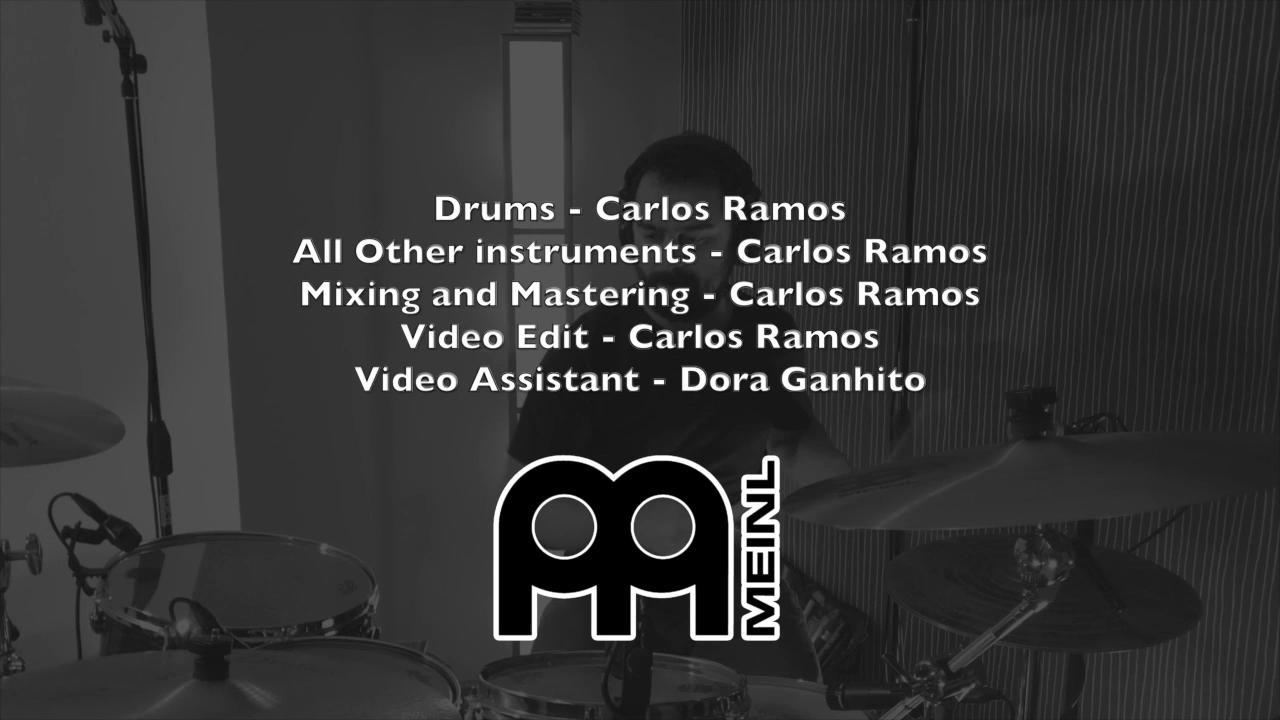 Drums - Carlos Ramos
All Other instruments - Carlos Ramos
Mixing and Mastering - Carlos Ramos
Video Edit - Carlos Ramos
Video Assistant - Dora Ganhito
MEINL